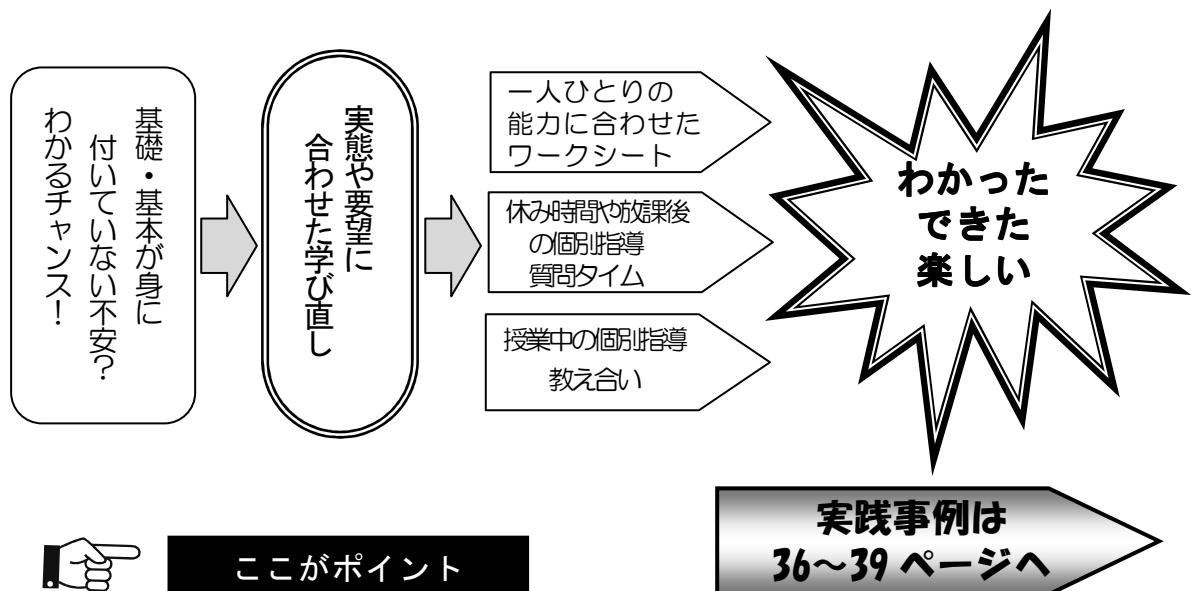 基礎・基本が身に
付いていない不安？
わかるチャンス！
実態や要望に
合わせた学び直し
一人ひとりの
能力に合わせた
ワークシート
休み時間や放課後
の個別指導
質問タイム
授業中の個別指導
教え合い
わかった
できた
楽しい
実践事例は
36～39 ページへ
ここがポイント